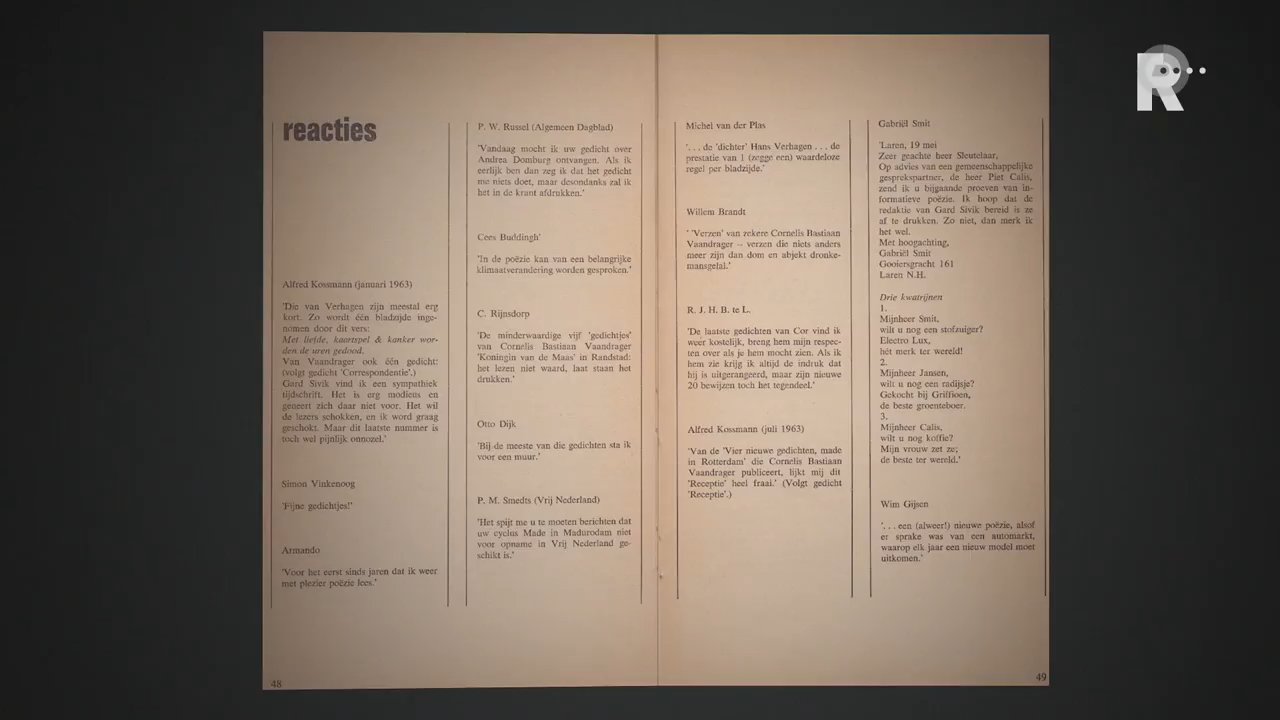 reacties
Alfred Kossmann (januari 1963)
'Die van Verhagen zijn meestal erg
kort. Zo wordt één bladzijde inge-
nomen door dit vers:
Met liefde, kaartspel & kanker wor-
den de uren gedood.
Van Vaandrager ook één gedicht:
(volgt gedicht 'Correspondentie'.)
Gard Sivik vind ik een sympathiek
tijdschrift. Het is erg modieus en
geneert zich daar niet voor. Het wil
de lezers schokken, en ik word graag
geschokt. Maar dit laatste nummer is
toch wel pijnlijk onnozel.'
Simon Vinkenoog
'Fijne gedichtjes!'
Armando
'Voor het eerst sinds jaren dat ik weer
met plezier poëzie lees.'
48
P. W. Russel (Algemeen Dagblad)
'Vandaag mocht ik uw gedicht over
Andrea Domburg ontvangen. Als ik
eerlijk ben dan zeg ik dat het gedicht
me niets doet, maar desondanks zal ik
het in de krant afdrukken.'
Cees Buddingh'
'In de poëzie kan van een belangrijke
klimaatverandering worden gesproken.'
C. Rijnsdorp
'De minderwaardige vijf 'gedichtjes'
van Cornelis Bastiaan Vaandrager
'Koningin van de Maas' in Randstad:
het lezen niet waard, laat staan het
drukken.'
Otto Dijk
'Bij de meeste van die gedichten sta ik
voor een muur.'
P. M. Smedts (Vrij Nederland)
'Het spijt me u te moeten berichten dat
uw cyclus Made in Madurodam niet
voor opname in Vrij Nederland ge-
schikt is.'
Michel van der Plas
'. . . de 'dichter' Hans Verhagen . . . de
prestatie van 1 (zegge een) waardeloze
regel per bladzijde.'
Willem Brandt
' 'Verzen' van zekere Cornelis Bastiaan
Vaandrager – verzen die niets anders
meer zijn dan dom en abjekt dronke-
mansgelal.'
R. J. H. B. te L.
'De laatste gedichten van Cor vind ik
weer kostelijk, breng hem mijn respec-
ten over als je hem mocht zien. Als ik
hem zie krijg ik altijd de indruk dat
hij is uitgerangeerd, maar zijn nieuwe
20 bewijzen toch het tegendeel.'
Alfred Kossmann (juli 1963)
'Van de 'Vier nieuwe gedichten, made
in Rotterdam' die Cornelis Bastiaan
Vaandrager publiceert, lijkt mij dit
'Receptie' heel fraai.' (Volgt gedicht
'Receptie'.)
Gabriël Smit
'Laren, 19 mei
Zeer geachte heer Sleutelaar,
Op advies van een gemeenschappelijke
gesprekspartner, de heer Piet Calis,
zend ik u bijgaande proeven van in-
formatieve poëzie. Ik hoop dat de
redaktie van Gard Sivik bereid is ze
af te drukken. Zo niet, dan merk ik
het wel.
Met hoogachting,
Gabriël Smit
Gooiersgracht 161
Laren N.H.
Drie kwatrijnen
1.
Mijnheer Smit,
wilt u nog een stofzuiger?
Electro Lux,
hét merk ter wereld!
2.
Mijnheer Jansen,
wilt u nog een radijsje?
Gekocht bij Griffioen,
de beste groenteboer.
3.
Mijnheer Calis,
wilt u nog koffie?
Mijn vrouw zet ze;
de beste ter wereld.'
Wim Gijsen
'. . . een (alweer!) nieuwe poëzie, alsof
er sprake was van een automarkt,
waarop elk jaar een nieuw model moet
uitkomen.'
49
R